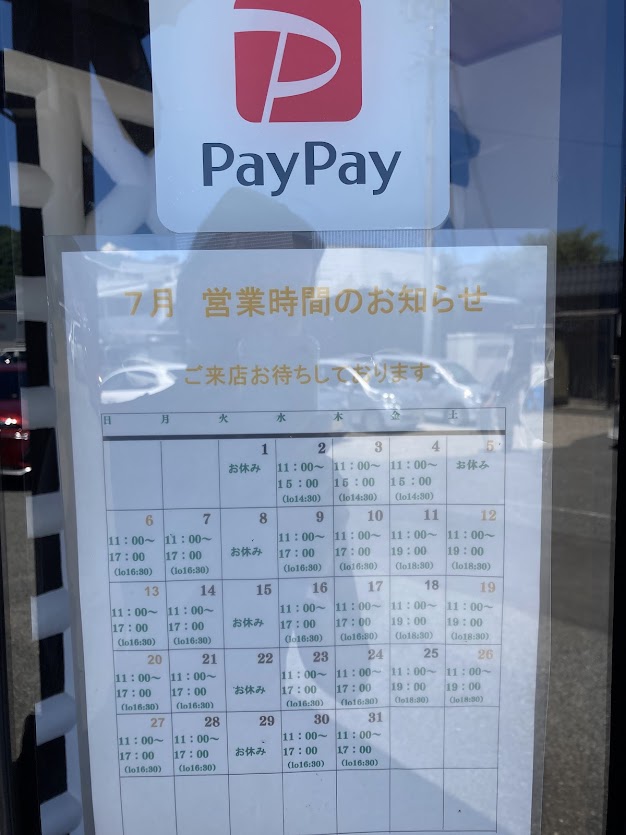 PayPay
7月 営業時間のお知らせ
ご来店お待ちしております
日 月 火 水 木 金 土
1 2 3 4 5
お休み 11:00～ 11:00～ 11:00～ お休み
15:00 15:00 15:00
(lo14:30) (lo14:30) (lo14:30)
6 7 8 9 10 11 12
11:00～ 11:00～ お休み 11:00～ 11:00～ 11:00～ 11:00～
17:00 17:00 17:00 17:00 19:00 19:00
(lo16:30) (lo16:30) (lo16:30) (lo16:30) (lo18:30) (lo18:30)
13 14 15 16 17 18 19
11:00～ 11:00～ お休み 11:00～ 11:00～ 11:00～ 11:00～
17:00 17:00 17:00 17:00 19:00 19:00
(lo16:30) (lo16:30) (lo16:30) (lo16:30) (lo18:30) (lo18:30)
20 21 22 23 24 25 26
11:00～ 11:00～ お休み 11:00～ 11:00～ 11:00～ 11:00～
17:00 17:00 17:00 17:00 19:00 19:00
(lo16:30) (lo16:30) (lo16:30) (lo16:30) (lo18:30) (lo18:30)
27 28 29 30 31
11:00～ 11:00～ お休み 11:00～ 11:00～
17:00 17:00 17:00 17:00
(lo16:30) (lo16:30) (lo16:30) (lo16:30)